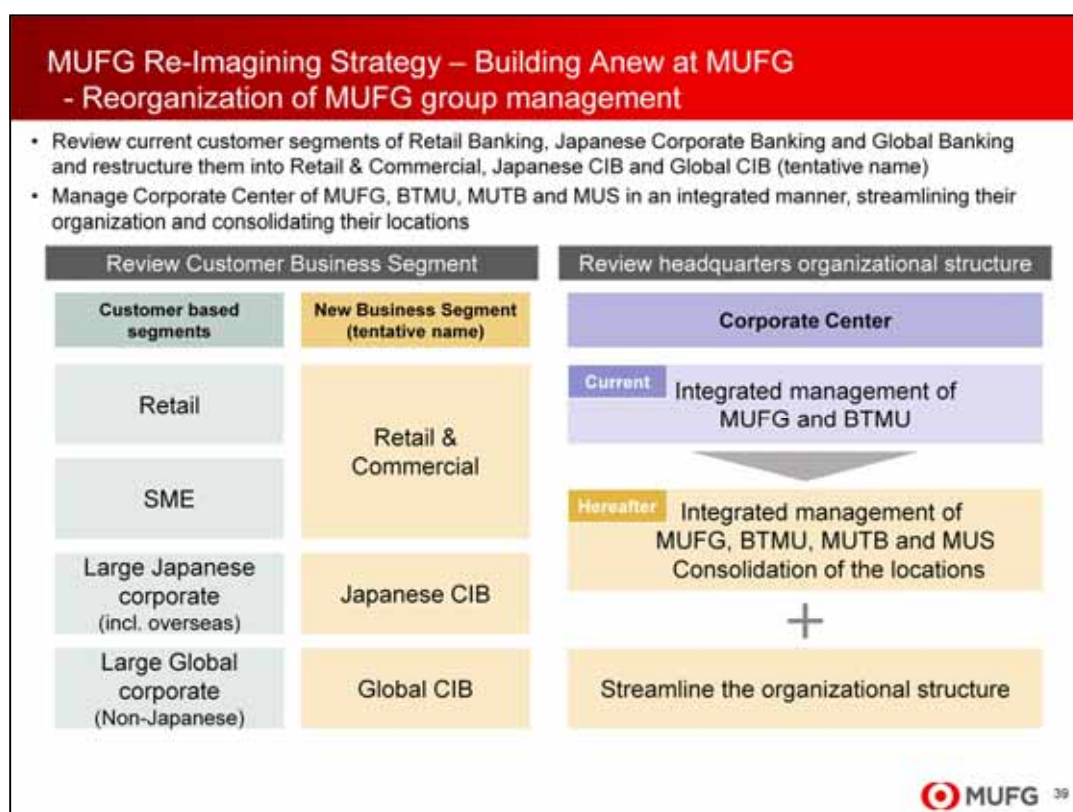 MUFG Re-Imagining Strategy – Building Anew at MUFG
- Reorganization of MUFG group management
• Review current customer segments of Retail Banking, Japanese Corporate Banking and Global Banking
and restructure them into Retail & Commercial, Japanese CIB and Global CIB (tentative name)
• Manage Corporate Center of MUFG, BTMU, MUTB and MUS in an integrated manner, streamlining their
organization and consolidating their locations
Review Customer Business Segment
Customer based
segments
New Business Segment
(tentative name)
Retail
SME
Retail &
Commercial
Large Japanese
corporate
(incl. overseas)
Japanese CIB
Large Global
corporate
(Non-Japanese)
Global CIB
Review headquarters organizational structure
Corporate Center
Current
Integrated management of
MUFG and BTMU
Hereafter
Integrated management of
MUFG, BTMU, MUTB and MUS
Consolidation of the locations
+
Streamline the organizational structure
MUFG 39